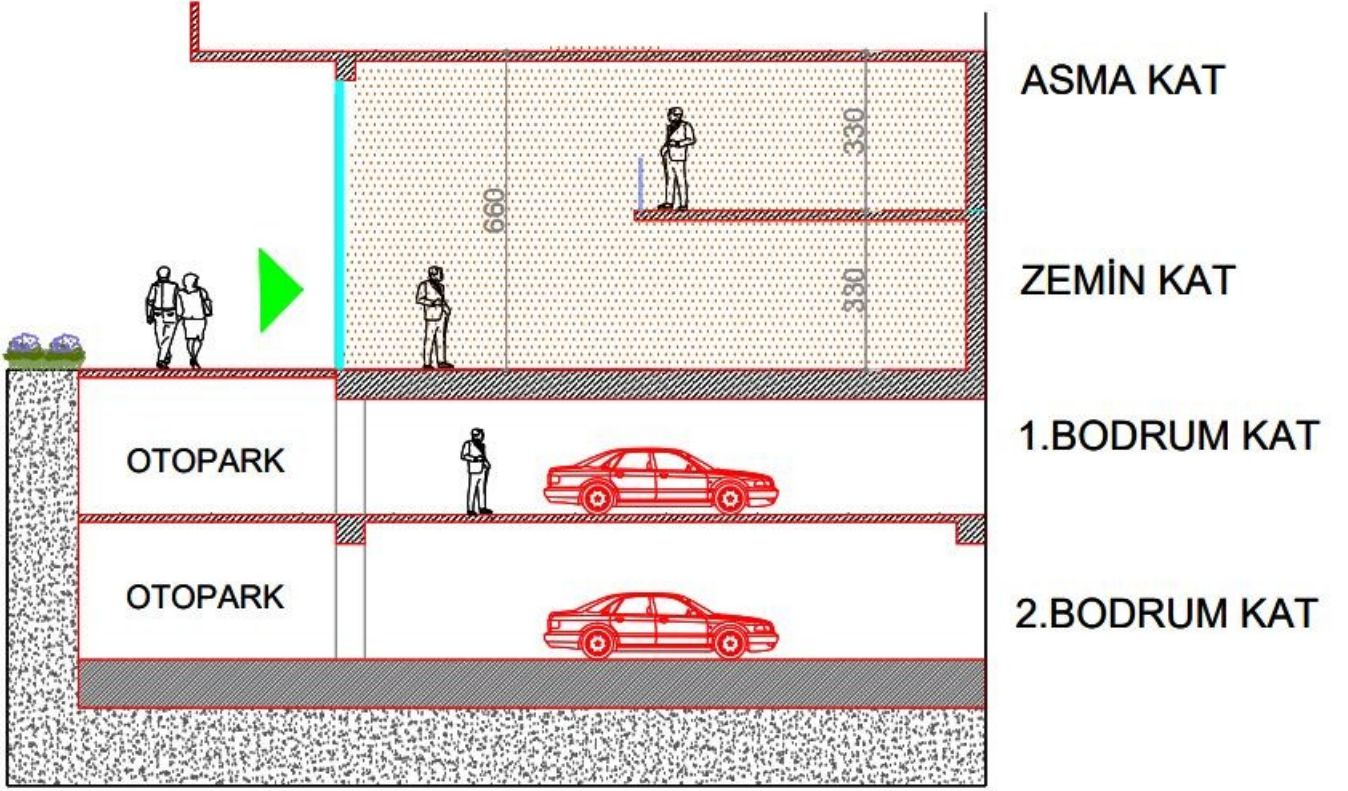 ASMA KAT
330
660
ZEMİN KAT
330
1.BODRUM KAT
OTOPARK
OTOPARK
2.BODRUM KAT